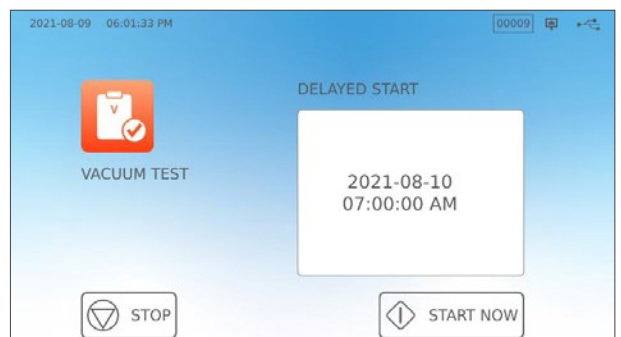 2021-08-09 06:01:33 PM
00009
DELAYED START
V
VACUUM TEST
2021-08-10
07:00:00 AM
STOP
START NOW